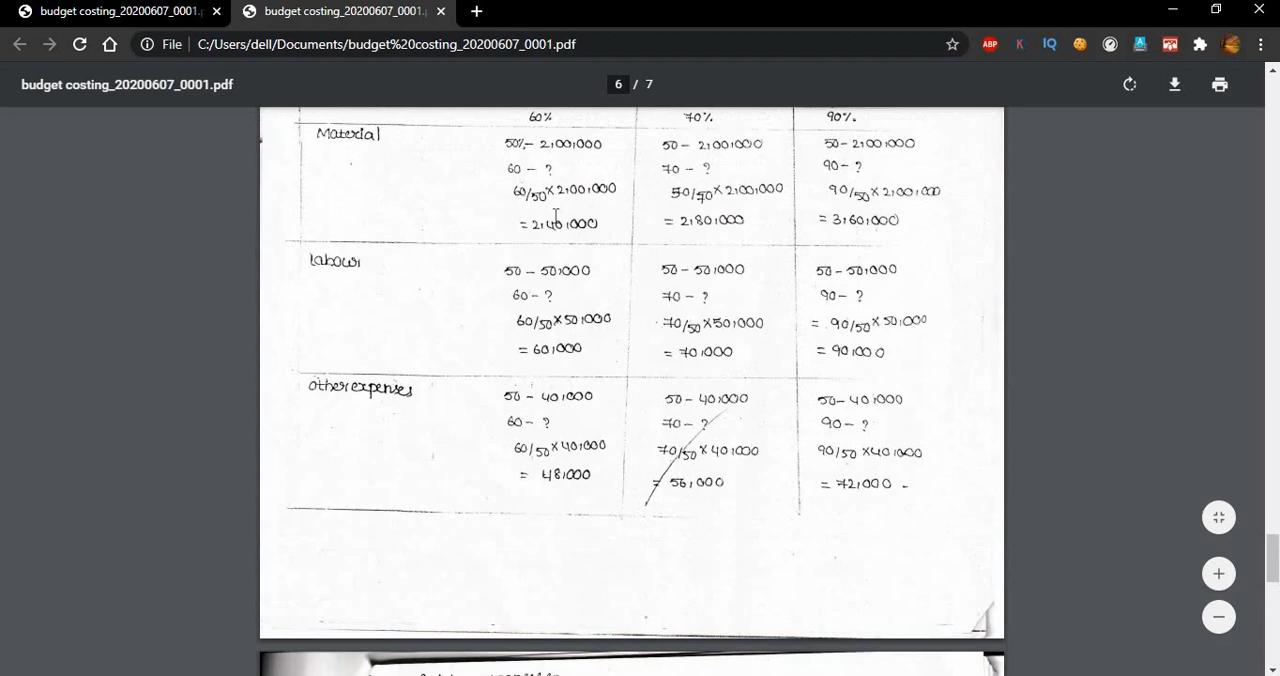 budget costing_20200607_0001.p
budget costing_20200607_0001.p
File C:/Users/dell/Documents/budget%20costing_20200607_0001.pdf
ABP K IQ
budget costing_20200607_0001.pdf
6 / 7
60% 70% 90%.
Material
50%- 2,00,000 50 - 2,00,000 50 - 2,00,000
60 - ? 70 - ? 90 - ?
60/50 × 2,00,000 50/70 × 2,00,000 90/50 × 2,00,000
= 2,40,000 = 2,80,000 = 3,60,000
Labour
50 - 50,000 50 - 50,000 50 - 50,000
60 - ? 70 - ? 90 - ?
60/50 × 50,000 70/50 × 50,000 = 90/50 × 50,000
= 60,000 = 70,000 = 90,000
other expenses
50 - 40,000 50 - 40,000 50 - 40,000
60 - ? 70 - ? 90 - ?
60/50 × 40,000 70/50 × 40,000 90/50 × 40,000
= 48,000 = 56,000 = 72,000 -